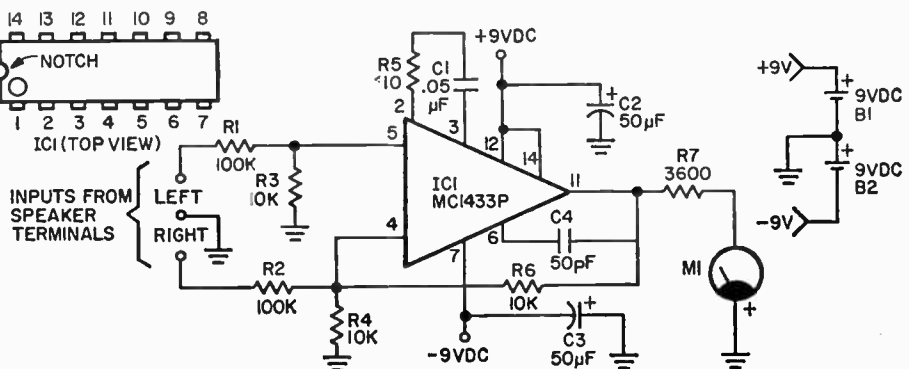 14 13 12 11 10 9 8
NOTCH
1 2 3 4 5 6 7
IC1 (TOP VIEW)
INPUTS FROM
SPEAKER
TERMINALS
LEFT
RIGHT
R1
100K
R3
10K
R2
100K
R4
10K
R5
10
C1
.05
µF
2
3
5
4
IC1
MC1433P
12
14
11
6
7
+9VDC
+
C2
50µF
C4
50pF
R6
10K
-9VDC
+
C3
50µF
R7
3600
M1
+
+9V
+
9VDC
B1
+
9VDC
B2
-9V